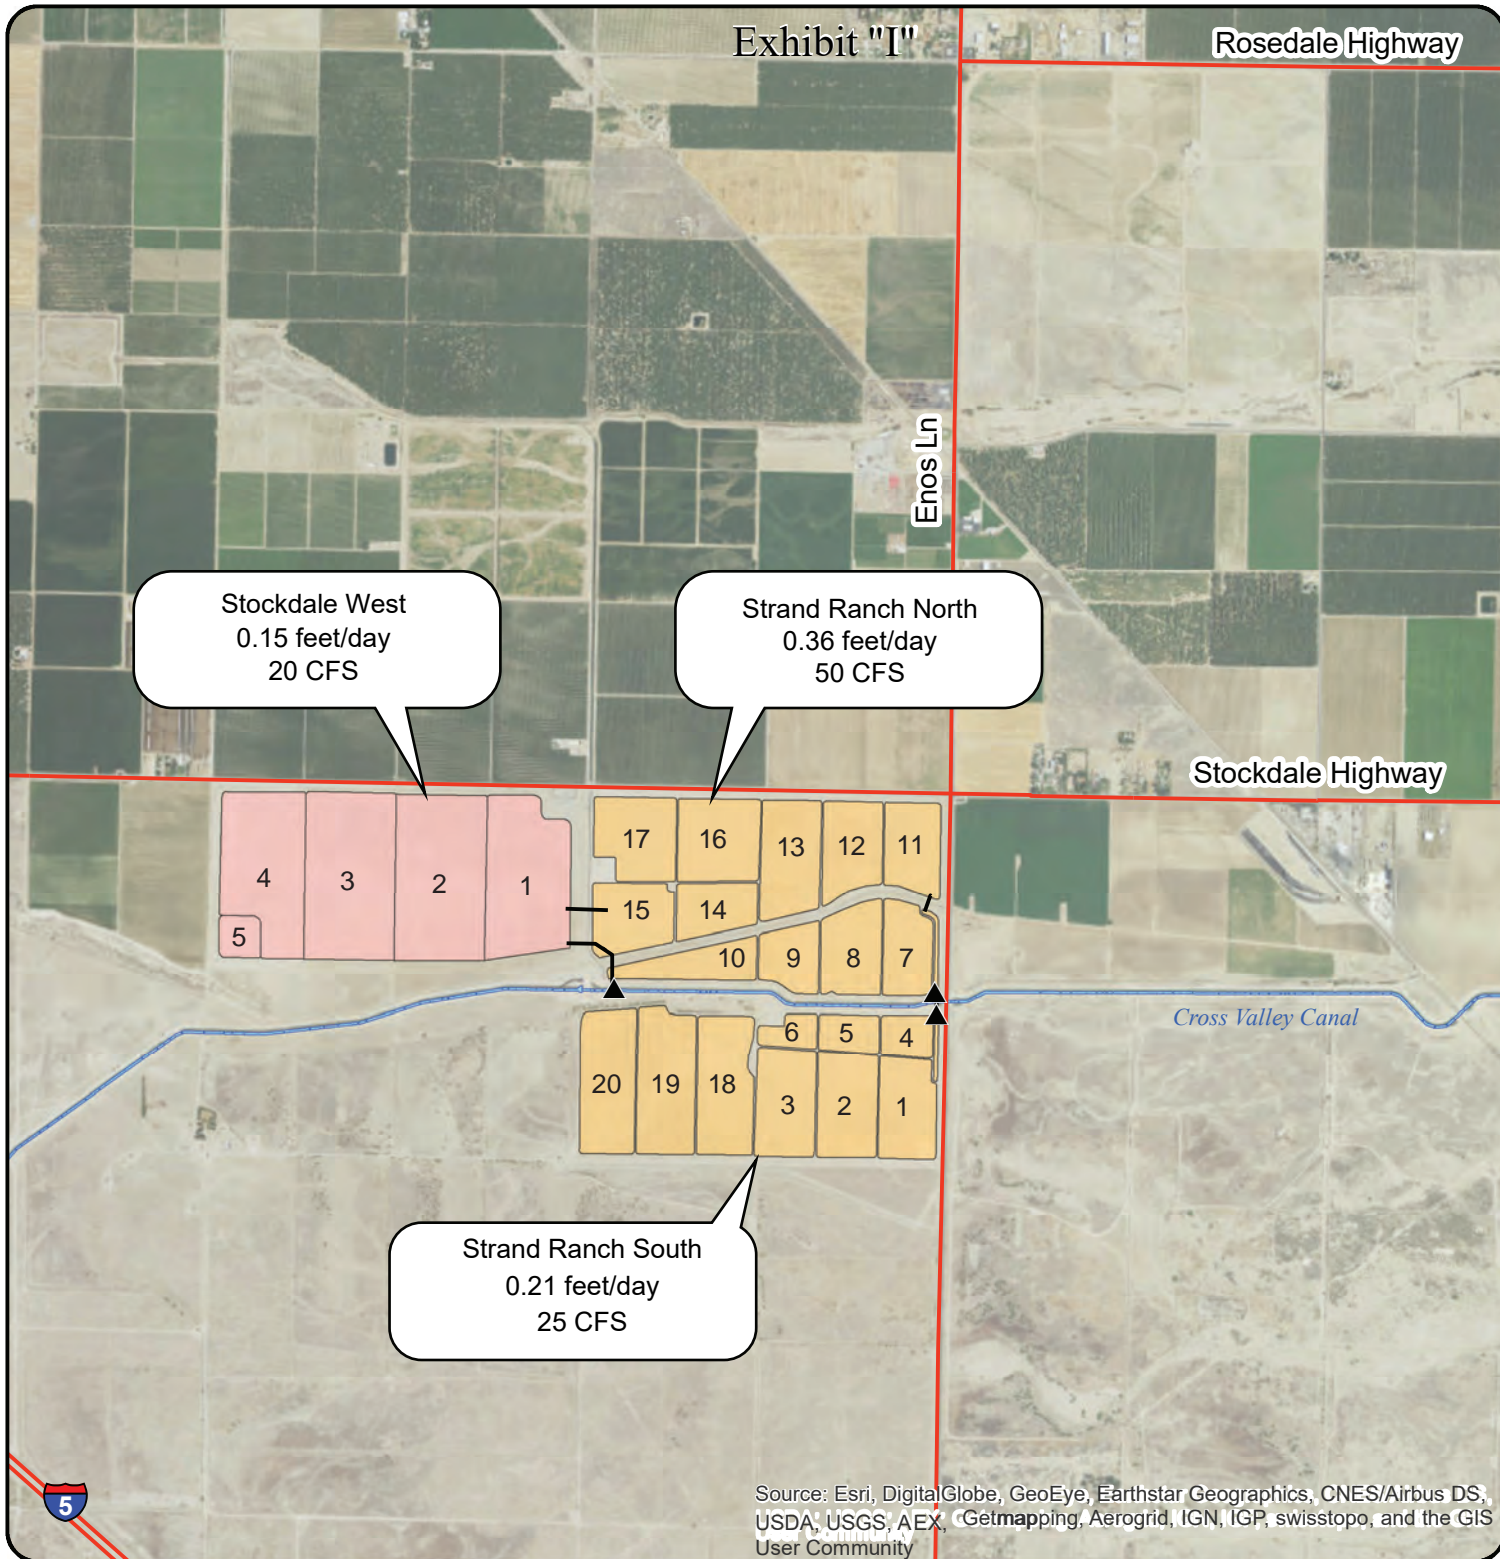 Exhibit "I"
Rosedale Highway
Enos Ln
Stockdale West
0.15 feet/day
20 CFS
Strand Ranch North
0.36 feet/day
50 CFS
Stockdale Highway
17
16
13
12
11
4
3
2
1
15
14
5
10
9
8
7
Cross Valley Canal
6
5
4
20
19
18
3
2
1
Strand Ranch South
0.21 feet/day
25 CFS
5
Source: Esri, DigitalGlobe, GeoEye, Earthstar Geographics, CNES/Airbus DS,
USDA, USGS, AEX, Getmapping, Aerogrid, IGN, IGP, swisstopo, and the GIS
User Community